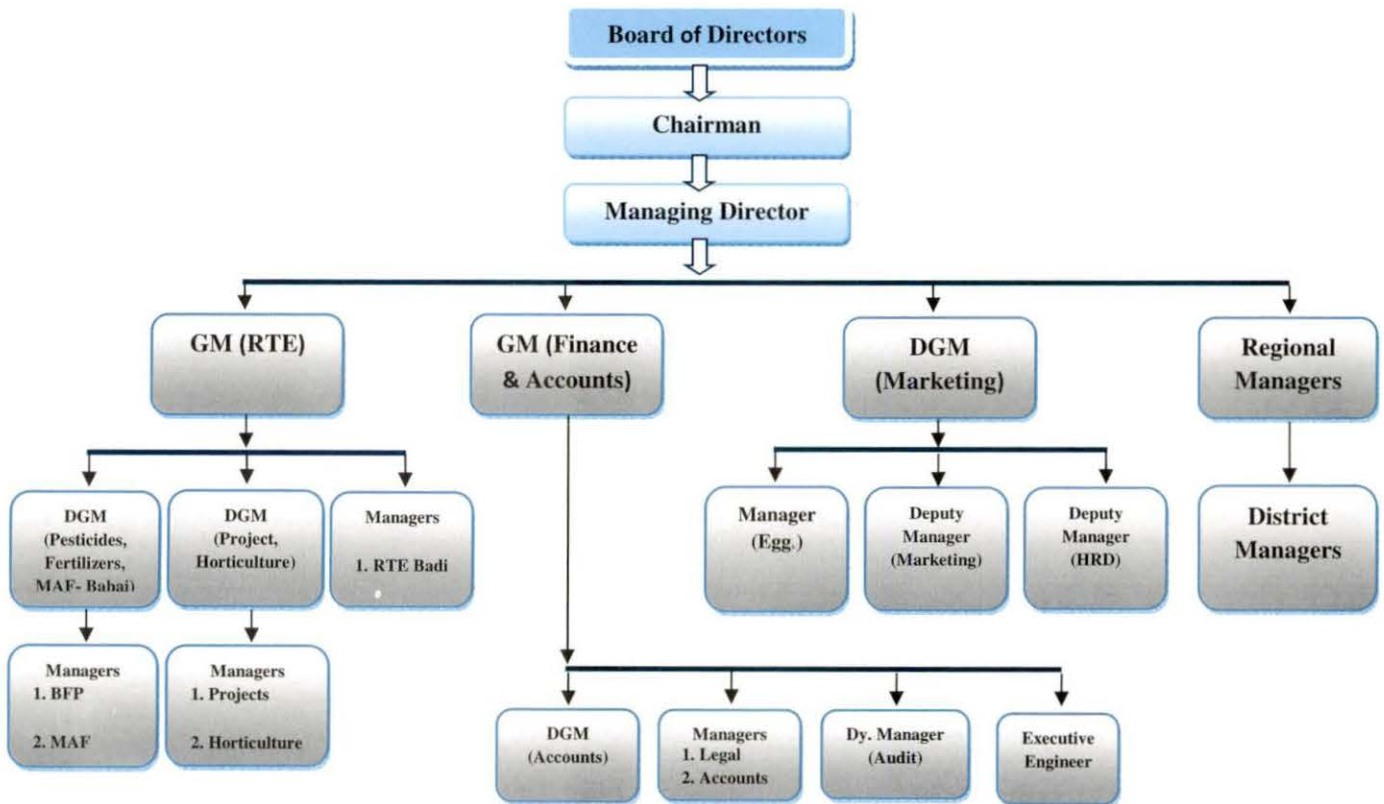 Board of Directors
Chairman
Managing Director
GM (RTE)
GM (Finance
& Accounts)
DGM
(Marketing)
Regional
Managers
DGM
(Pesticides,
Fertilizers,
MAF- Babai)
DGM
(Project,
Horticulture)
Managers
1. RTE Badi
Manager
(Egg.)
Deputy
Manager
(Marketing)
Deputy
Manager
(HRD)
District
Managers
Managers
1. BFP
2. MAF
Managers
1. Projects
2. Horticulture
DGM
(Accounts)
Managers
1. Legal
2. Accounts
Dy. Manager
(Audit)
Executive
Engineer